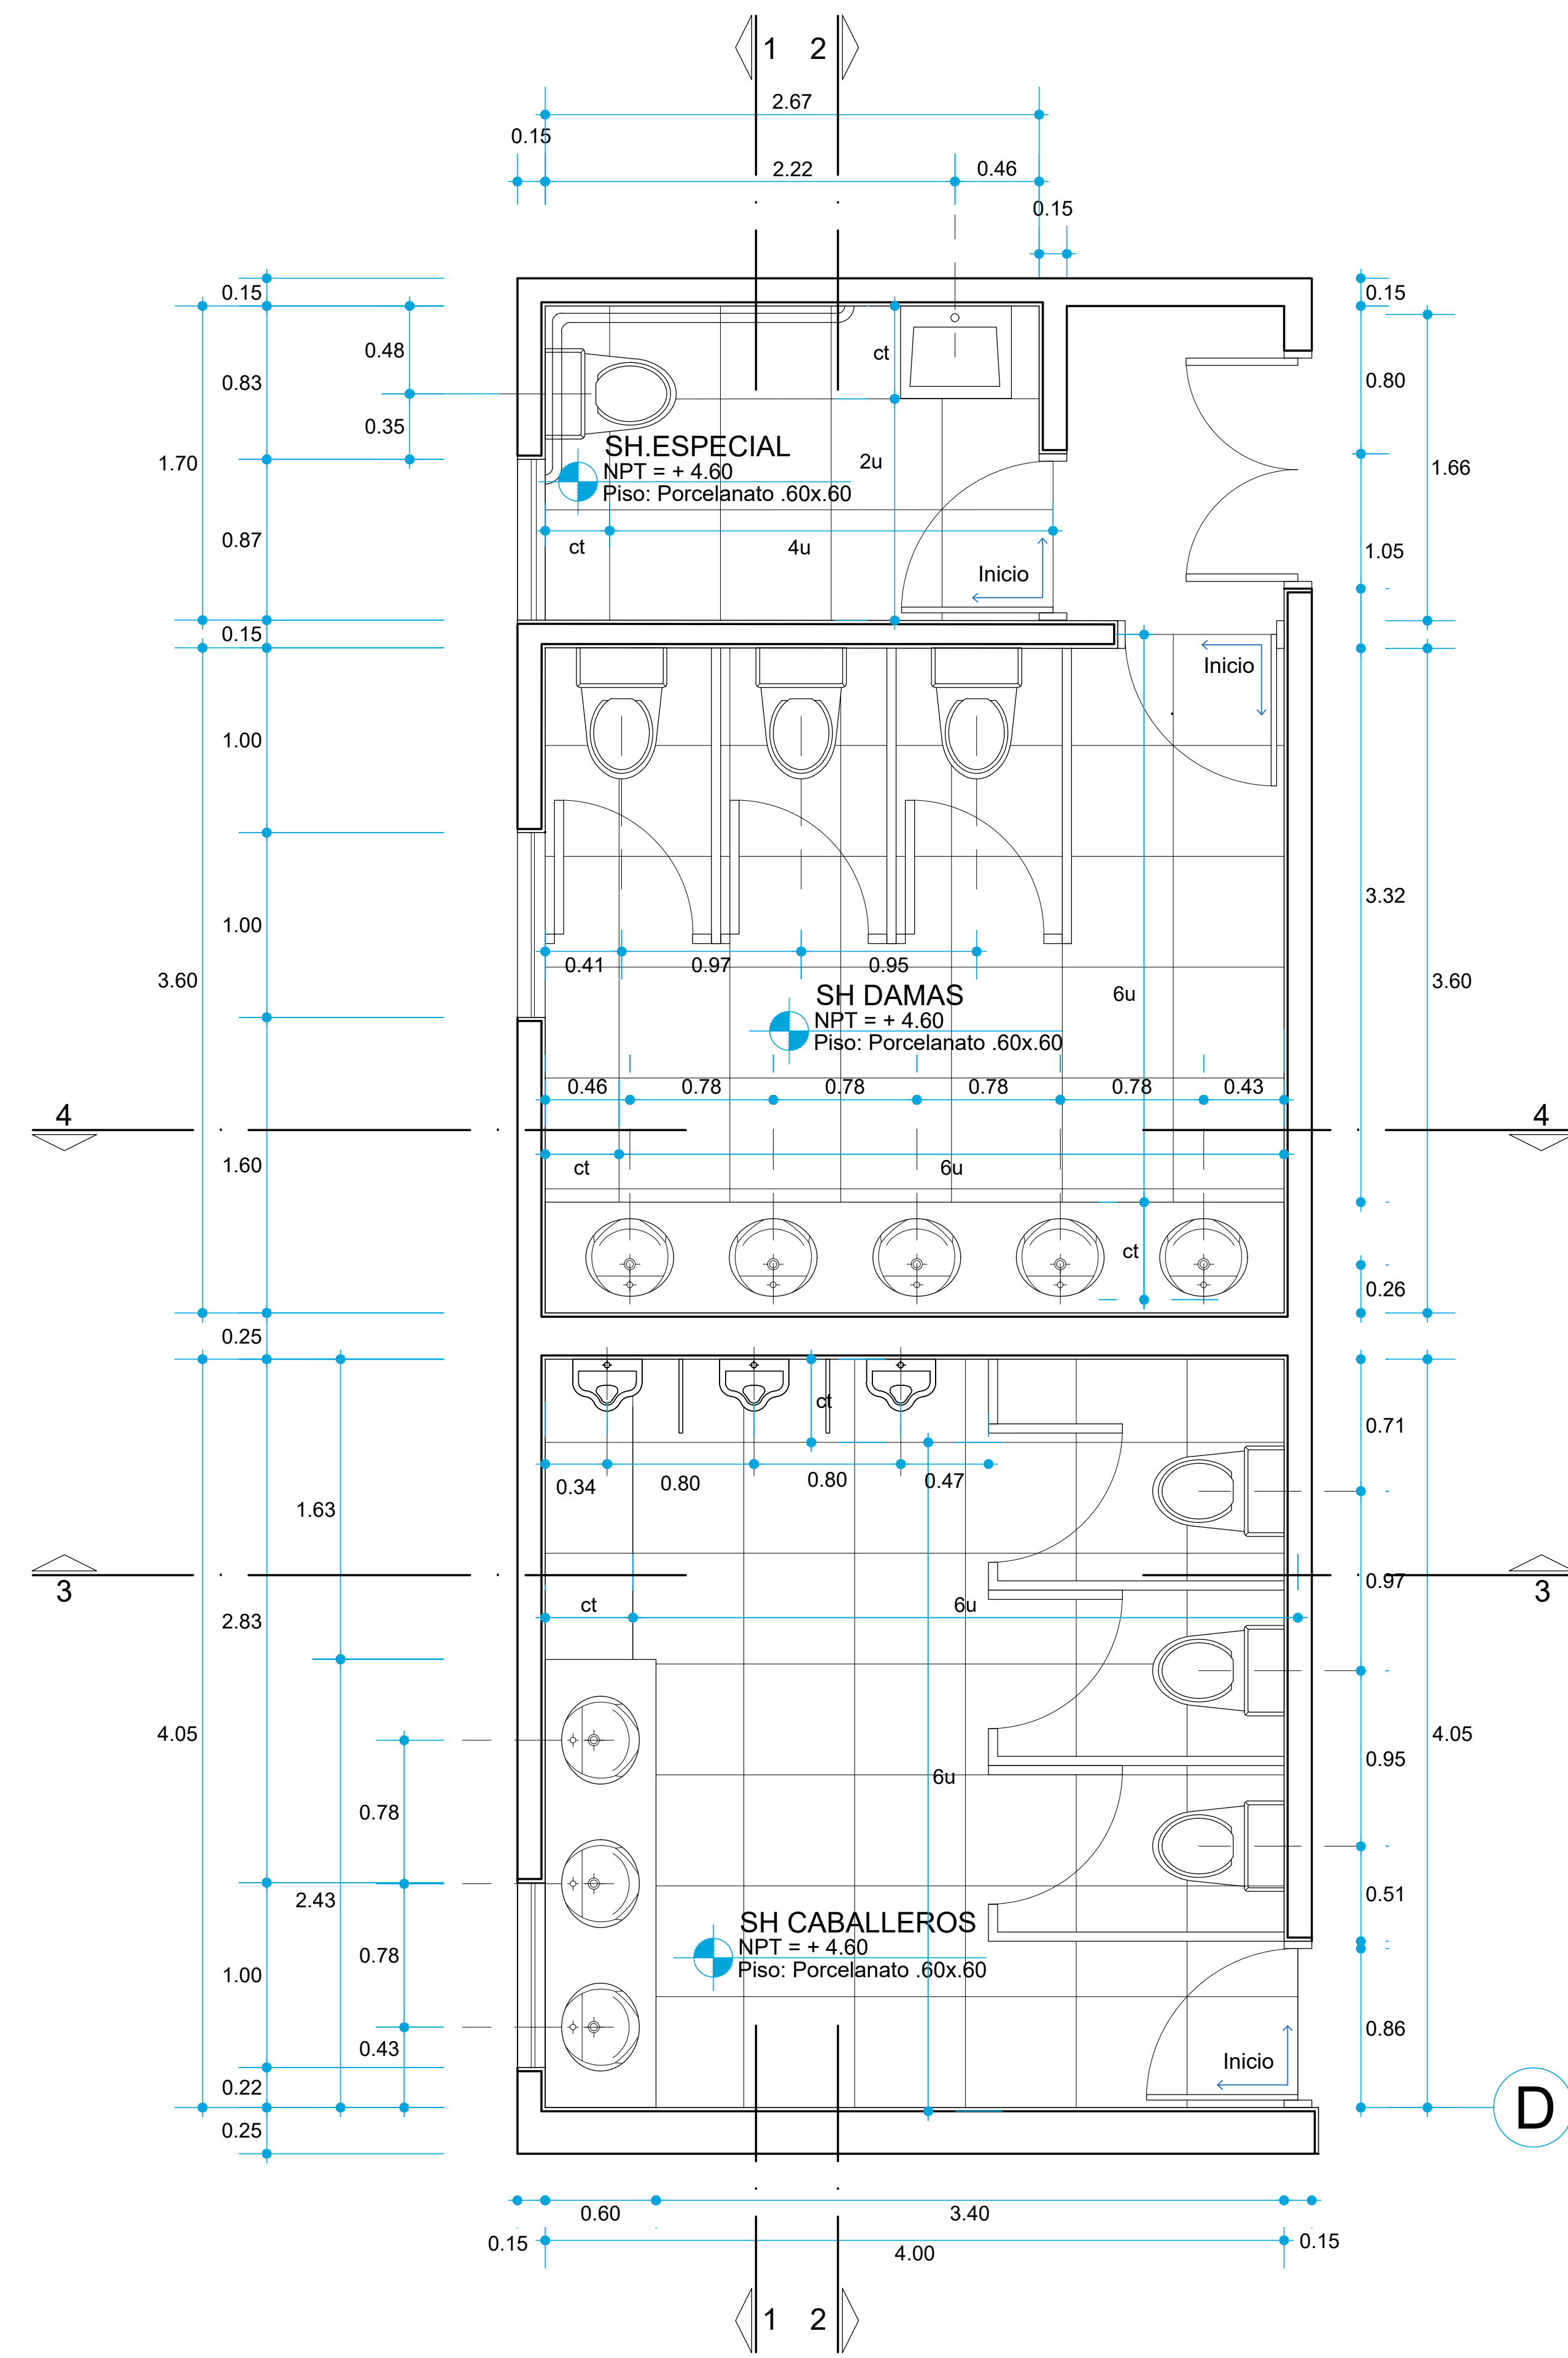 1 2
2.67
0.15
2.22 0.46
0.15
0.15
0.48
0.83
0.35
1.70
0.87
0.15
ct
SH.ESPECIAL
NPT = + 4.60
Piso: Porcelanato .60x.60
2u
ct 4u
Inicio
0.15
0.80
1.66
1.05
Inicio
1.00
1.00
3.60
1.60
0.25
0.41 0.97 0.95
SH DAMAS
NPT = + 4.60
Piso: Porcelanato .60x.60
6u
0.46 0.78 0.78 0.78 0.78 0.43
ct 6u
ct
3.32
3.60
0.26
4 4
ct
0.34 0.80 0.80 0.47
0.71
1.63
3 3
0.97
2.83
ct 6u
4.05
0.95
4.05
6u
0.78
2.43
0.51
SH CABALLEROS
NPT = + 4.60
Piso: Porcelanato .60x.60
0.78
1.00
0.43
0.86
Inicio
0.22
0.25
D
0.60 3.40
0.15 4.00 0.15
1 2